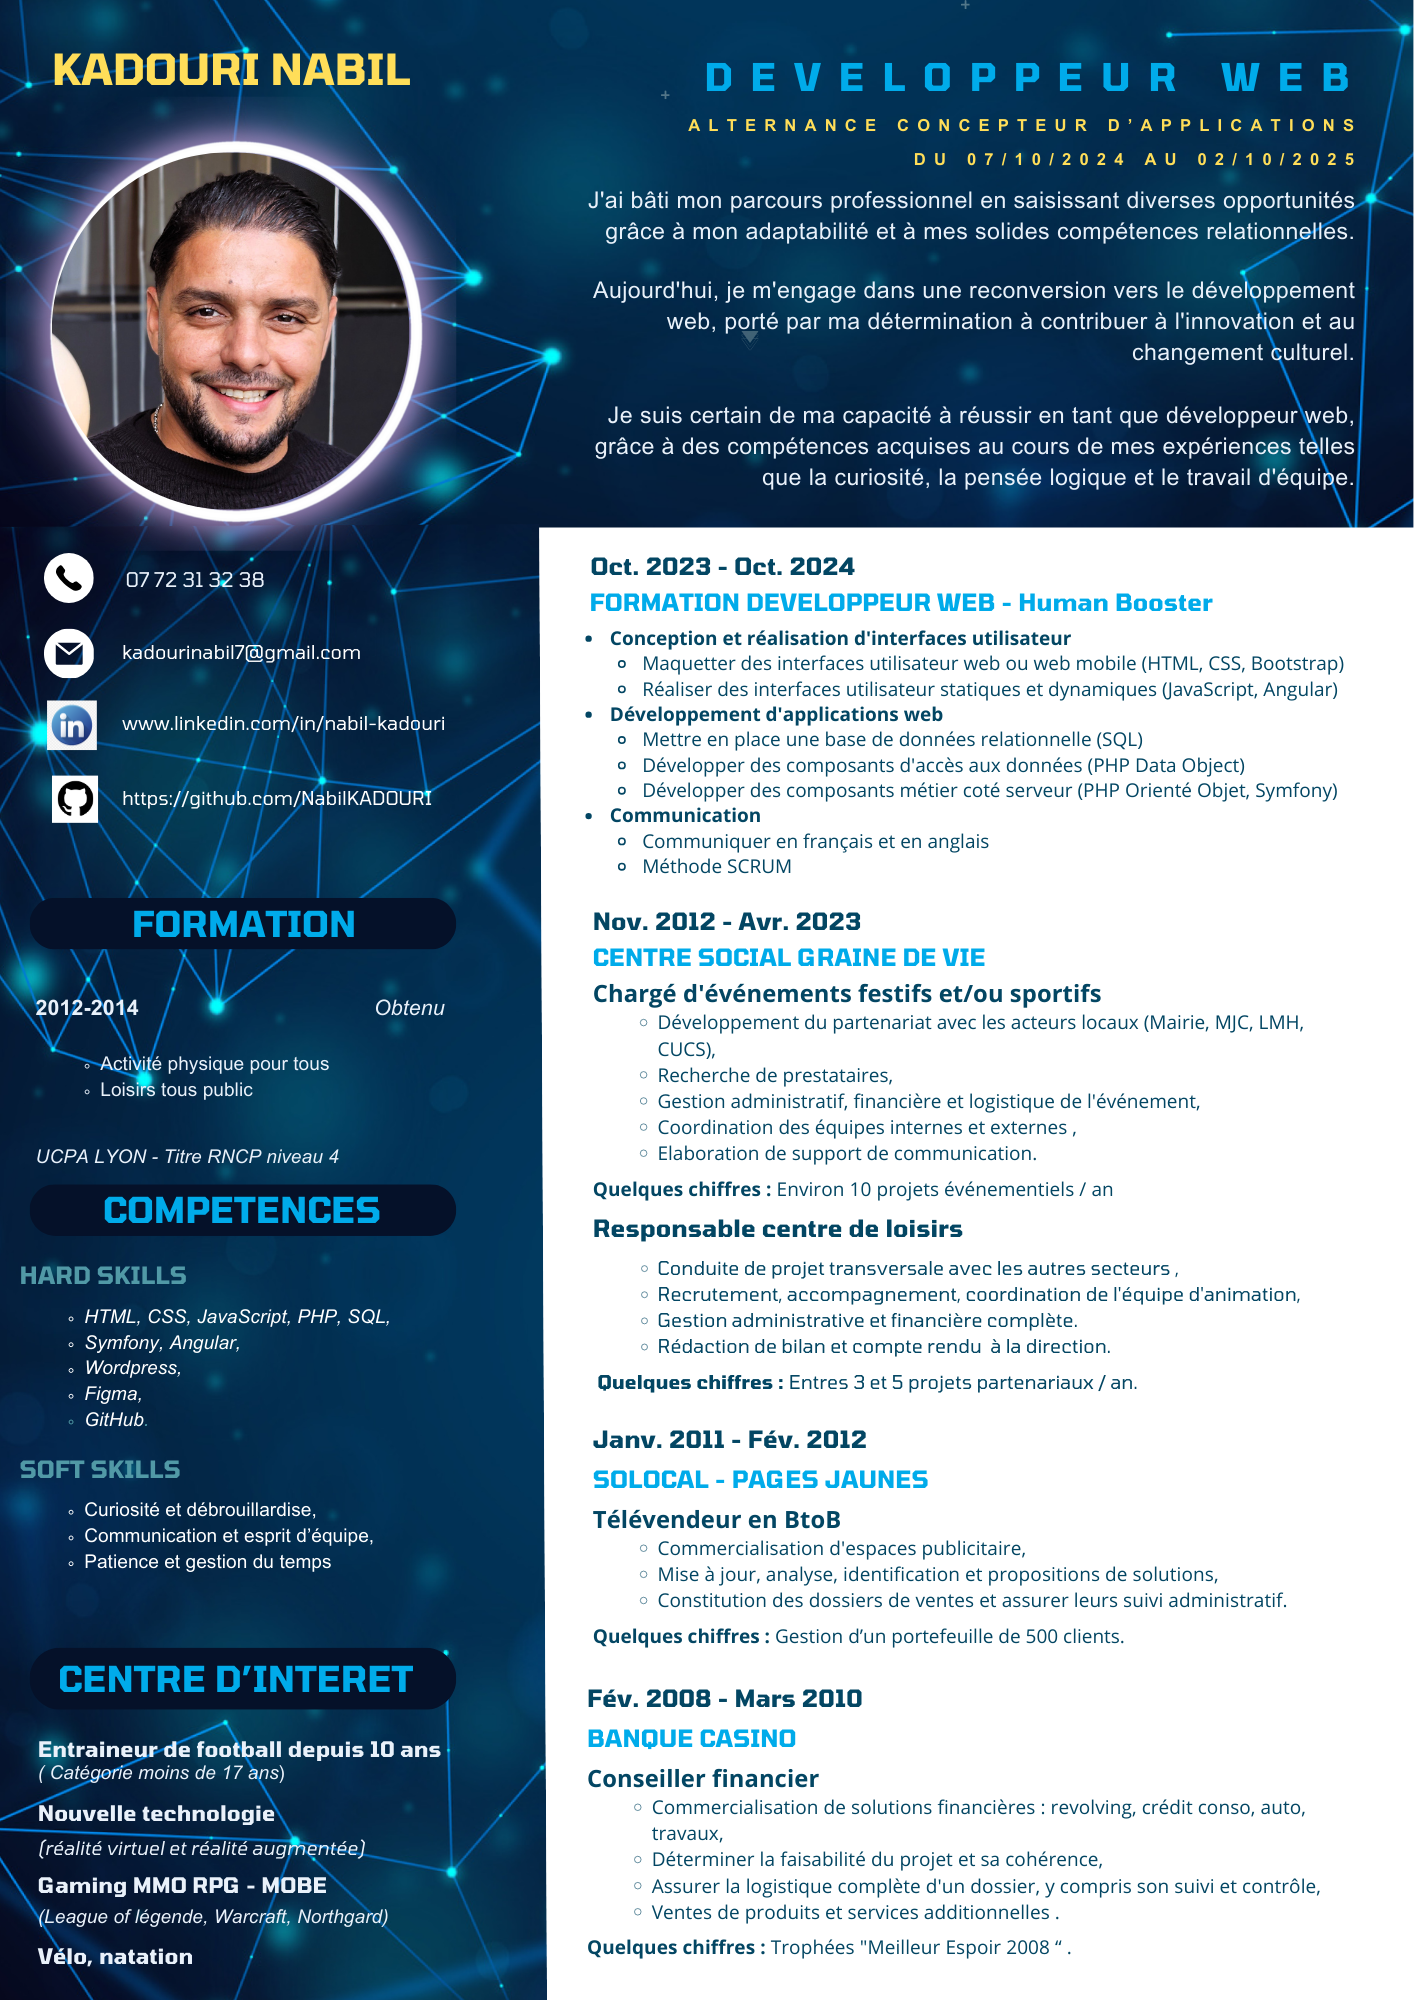 KADOURI NABIL
DEVELOPPEUR WEB
ALTERNANCE CONCEPTEUR D'APPLICATIONS
DU 07/10/2024 AU 02/10/2025
J'ai bâti mon parcours professionnel en saisissant diverses opportunités
grâce à mon adaptabilité et à mes solides compétences relationnelles.
Aujourd'hui, je m'engage dans une reconversion vers le développement
web, porté par ma détermination à contribuer à l'innovation et au
changement culturel.
Je suis certain de ma capacité à réussir en tant que développeur web,
grâce à des compétences acquises au cours de mes expériences telles
que la curiosité, la pensée logique et le travail d'équipe.
07 72 31 32 38
kadourinabil7@gmail.com
www.linkedin.com/in/nabil-kadouri
https://github.com/NabilKADOURI
FORMATION
2012-2014 Obtenu
Activité physique pour tous
Loisirs tous public
UCPA LYON - Titre RNCP niveau 4
COMPETENCES
HARD SKILLS
HTML, CSS, JavaScript, PHP, SQL,
Symfony, Angular,
Wordpress,
Figma,
GitHub.
SOFT SKILLS
Curiosité et débrouillardise,
Communication et esprit d'équipe,
Patience et gestion du temps
CENTRE D'INTERET
Entraineur de football depuis 10 ans
( Catégorie moins de 17 ans)
Nouvelle technologie
(réalité virtuel et réalité augmentée)
Gaming MMO RPG - MOBE
(League of légende, Warcraft, Northgard)
Vélo, natation
Oct. 2023 - Oct. 2024
FORMATION DEVELOPPEUR WEB - Human Booster
Conception et réalisation d'interfaces utilisateur
Maquetter des interfaces utilisateur web ou web mobile (HTML, CSS, Bootstrap)
Réaliser des interfaces utilisateur statiques et dynamiques (JavaScript, Angular)
Développement d'applications web
Mettre en place une base de données relationnelle (SQL)
Développer des composants d'accès aux données (PHP Data Object)
Développer des composants métier coté serveur (PHP Orienté Objet, Symfony)
Communication
Communiquer en français et en anglais
Méthode SCRUM
Nov. 2012 - Avr. 2023
CENTRE SOCIAL GRAINE DE VIE
Chargé d'événements festifs et/ou sportifs
Développement du partenariat avec les acteurs locaux (Mairie, MJC, LMH,
CUCS),
Recherche de prestataires,
Gestion administratif, financière et logistique de l'événement,
Coordination des équipes internes et externes ,
Elaboration de support de communication.
Quelques chiffres : Environ 10 projets événementiels / an
Responsable centre de loisirs
Conduite de projet transversale avec les autres secteurs ,
Recrutement, accompagnement, coordination de l'équipe d'animation,
Gestion administrative et financière complète.
Rédaction de bilan et compte rendu à la direction.
Quelques chiffres : Entres 3 et 5 projets partenariaux / an.
Janv. 2011 - Fév. 2012
SOLOCAL - PAGES JAUNES
Télévendeur en BtoB
Commercialisation d'espaces publicitaire,
Mise à jour, analyse, identification et propositions de solutions,
Constitution des dossiers de ventes et assurer leurs suivi administratif.
Quelques chiffres : Gestion d’un portefeuille de 500 clients.
Fév. 2008 - Mars 2010
BANQUE CASINO
Conseiller financier
Commercialisation de solutions financières : revolving, crédit conso, auto,
travaux,
Déterminer la faisabilité du projet et sa cohérence,
Assurer la logistique complète d'un dossier, y compris son suivi et contrôle,
Ventes de produits et services additionnelles .
Quelques chiffres : Trophées "Meilleur Espoir 2008 “ .